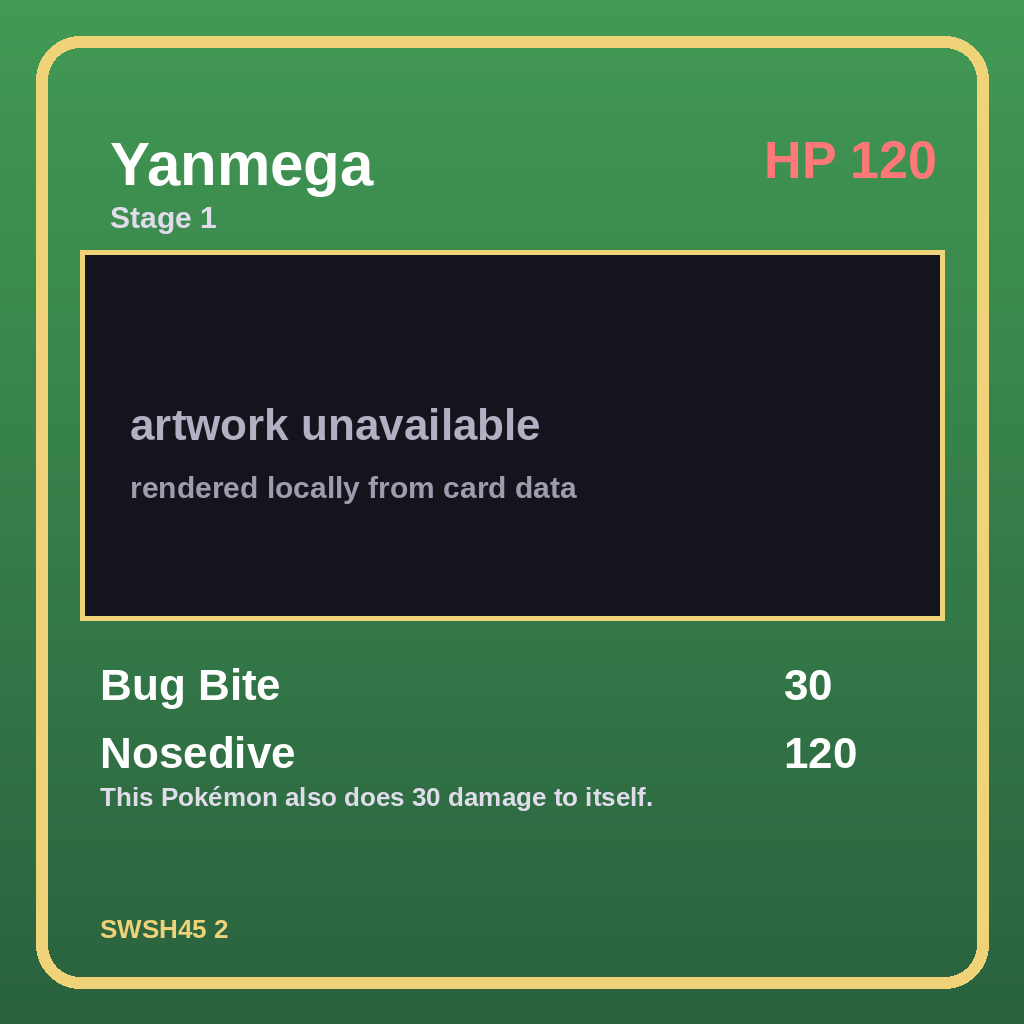 Yanmega
HP 120
Stage 1
artwork unavailable
rendered locally from card data
Bug Bite 30
Nosedive 120
This Pokémon also does 30 damage to itself.
SWSH45 2